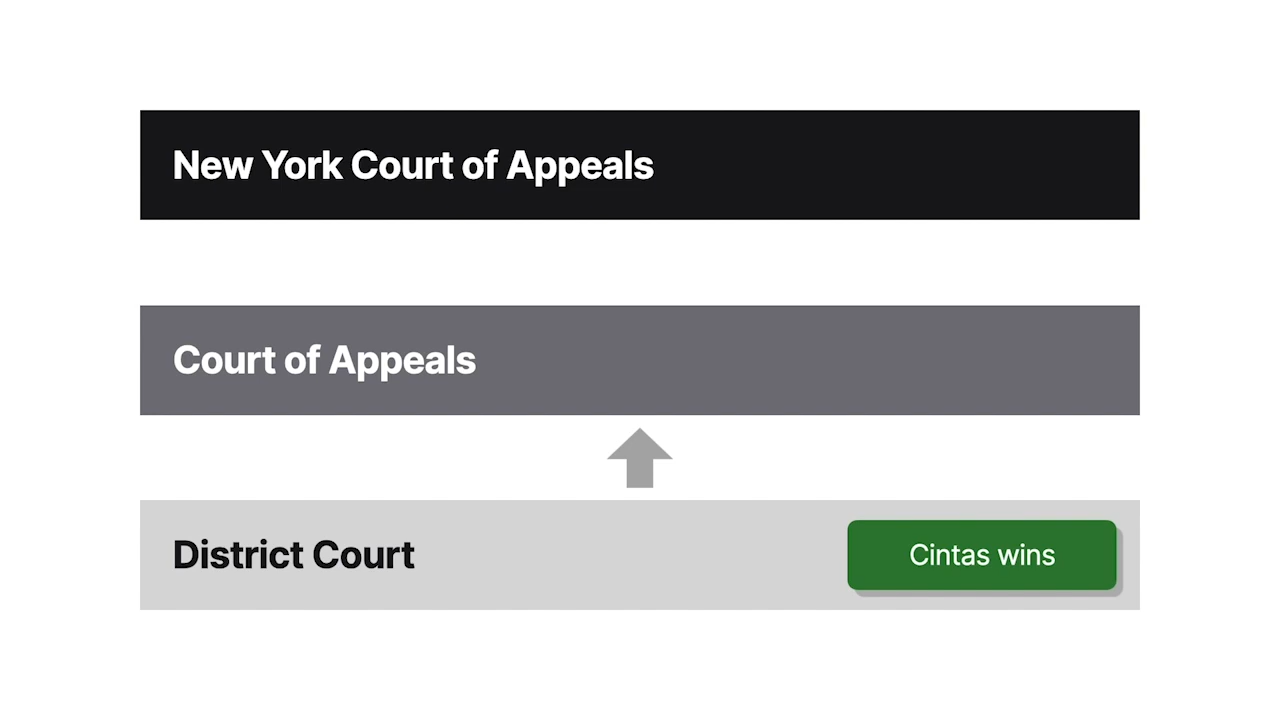 New York Court of Appeals
Court of Appeals
District Court
Cintas wins